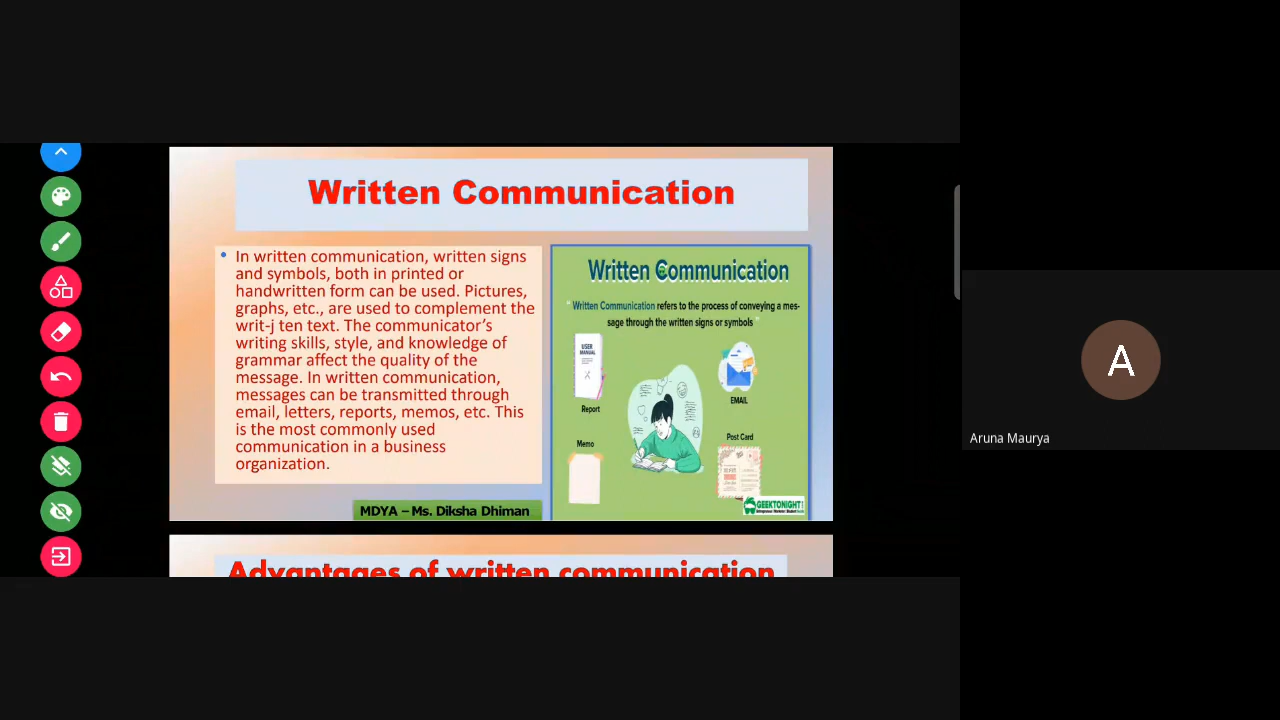 Written Communication
• In written communication, written signs
and symbols, both in printed or
handwritten form can be used. Pictures,
graphs, etc., are used to complement the
writ-j ten text. The communicator's
writing skills, style, and knowledge of
grammar affect the quality of the
message. In written communication,
messages can be transmitted through
email, letters, reports, memos, etc. This
is the most commonly used
communication in a business
organization.
MDYA – Ms. Diksha Dhiman
Written Communication
" Written Communication refers to the process of conveying a mes-
sage through the written signs or symbols "
USER
MANUAL
Report
EMAIL
Memo
Post Card
GEEKTONIGHT
Advantages of written communication
A
Aruna Maurya